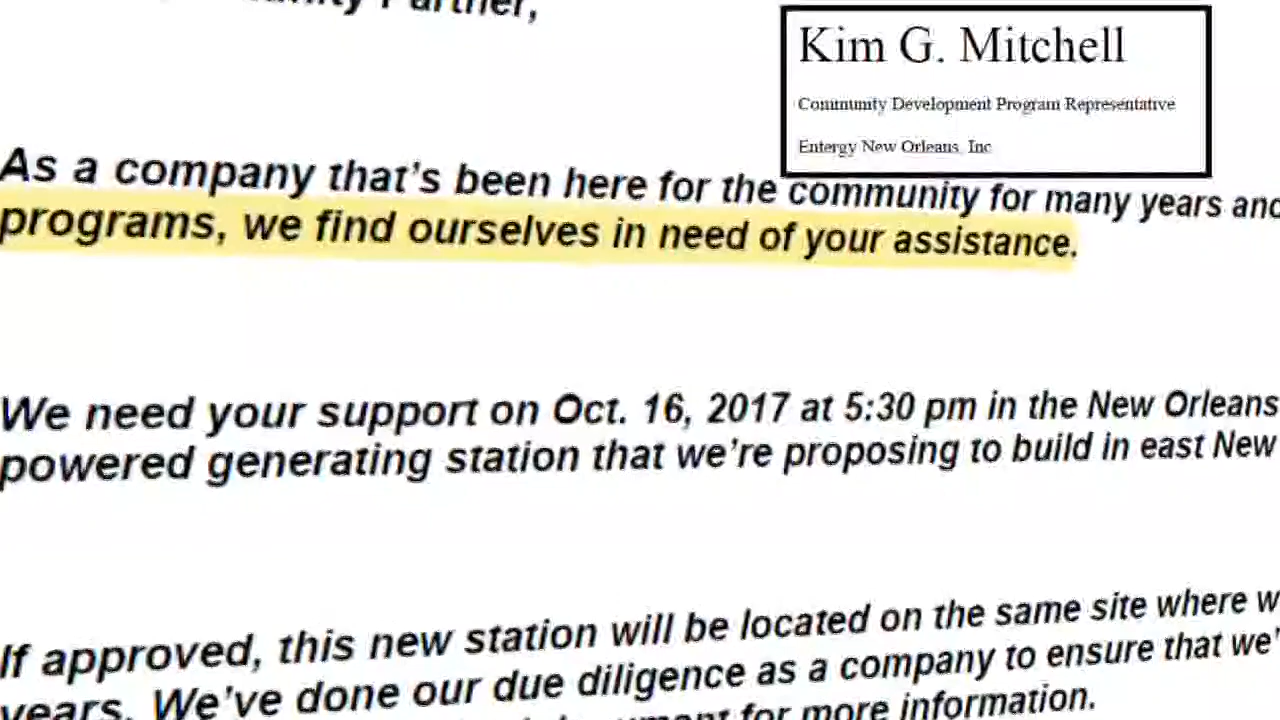 Partner,
Kim G. Mitchell
Community Development Program Representative
Entergy New Orleans, Inc
As a company that's been here for the community for many years and
programs, we find ourselves in need of your assistance.
We need your support on Oct. 16, 2017 at 5:30 pm in the New Orleans
powered generating station that we're proposing to build in east New
If approved, this new station will be located on the same site where w
years. We've done our due diligence as a company to ensure that we'
for more information.